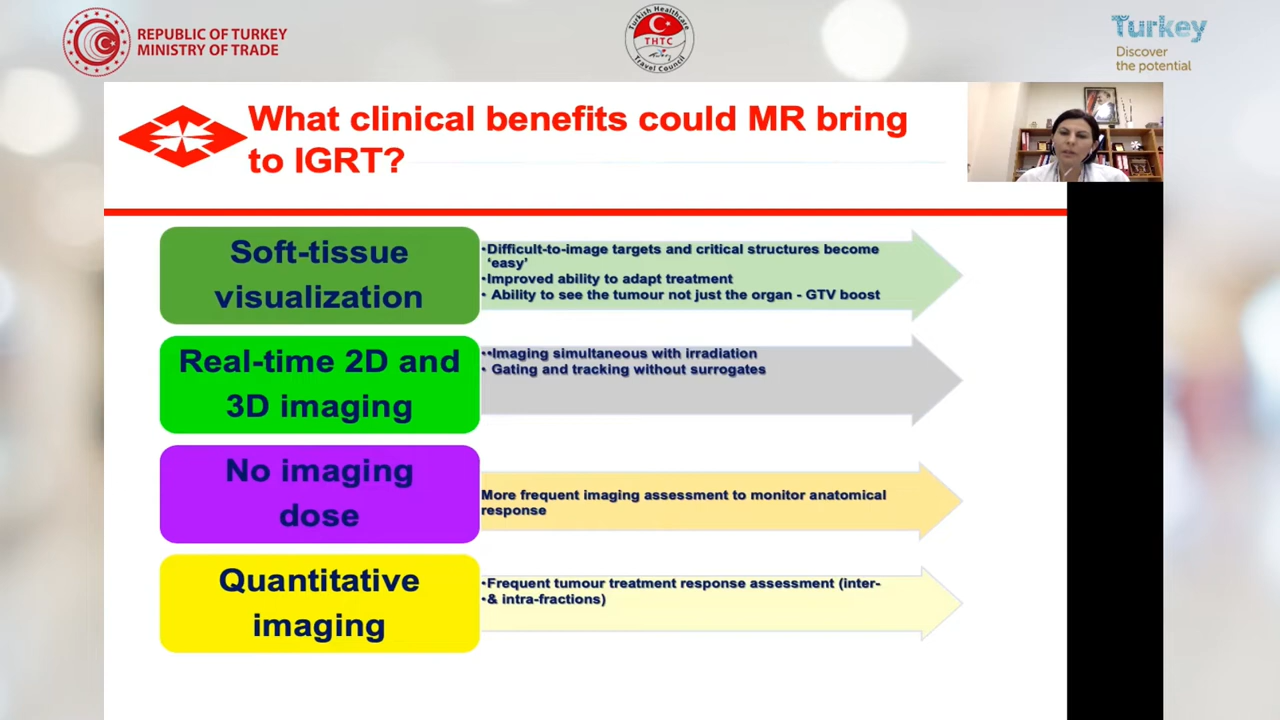 REPUBLIC OF TURKEY
MINISTRY OF TRADE
Turkish Healthcare
THTC
Travel Council
Turkey
Discover
the potential
What clinical benefits could MR bring
to IGRT?
Soft-tissue
visualization
•Difficult-to-image targets and critical structures become
‘easy’
•Improved ability to adapt treatment
• Ability to see the tumour not just the organ - GTV boost
Real-time 2D and
3D imaging
••Imaging simultaneous with irradiation
• Gating and tracking without surrogates
No imaging
dose
More frequent imaging assessment to monitor anatomical
response
Quantitative
imaging
•Frequent tumour treatment response assessment (inter-
•& intra-fractions)